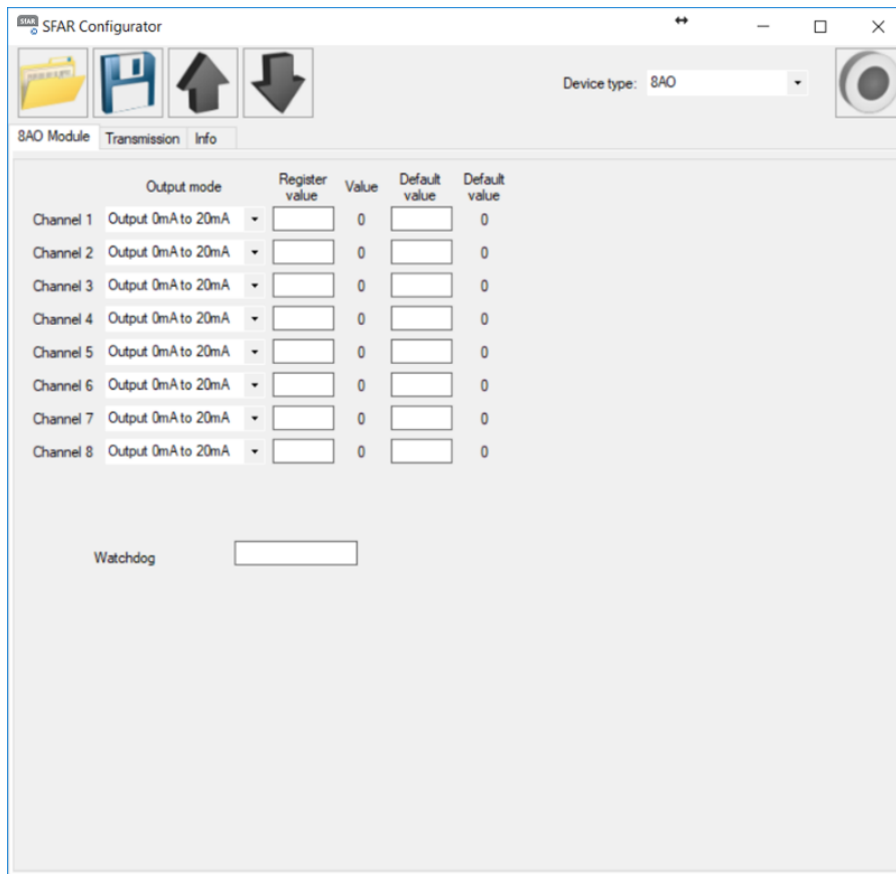 SFAR SFAR Configurator
Device type: 8AO
8AO Module Transmission Info
Output mode Register value Value Default value Default value
Channel 1 Output 0mA to 20mA 0 0
Channel 2 Output 0mA to 20mA 0 0
Channel 3 Output 0mA to 20mA 0 0
Channel 4 Output 0mA to 20mA 0 0
Channel 5 Output 0mA to 20mA 0 0
Channel 6 Output 0mA to 20mA 0 0
Channel 7 Output 0mA to 20mA 0 0
Channel 8 Output 0mA to 20mA 0 0
Watchdog